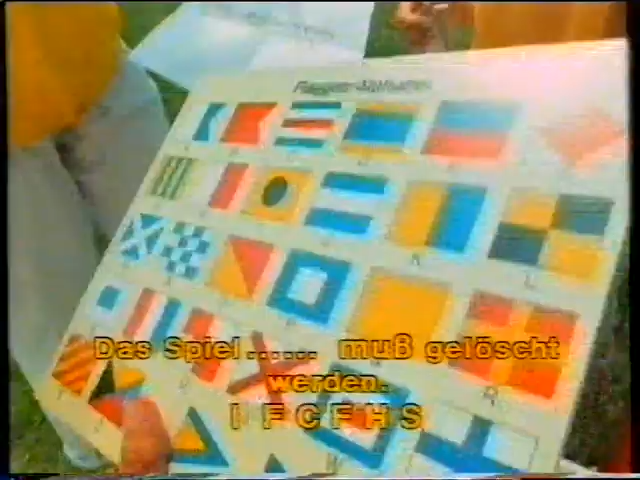 Flaggen-Alphabet
K
L
R
Das Spiel...... muß gelöscht
werden.
I F C F H S